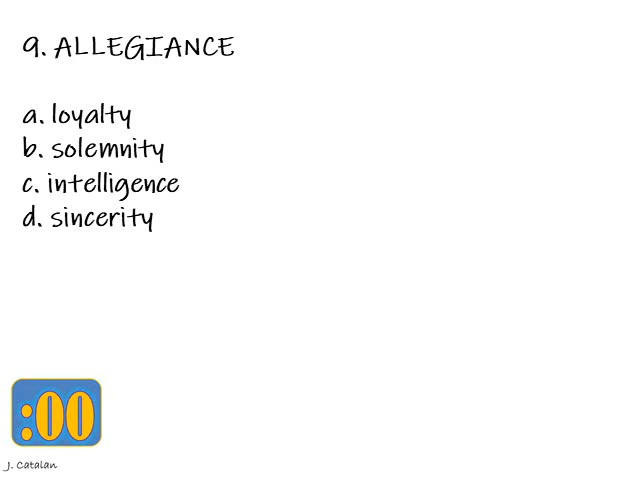 9. ALLEGIANCE
a. loyalty
b. solemnity
c. intelligence
d. sincerity
:00
J. Catalan